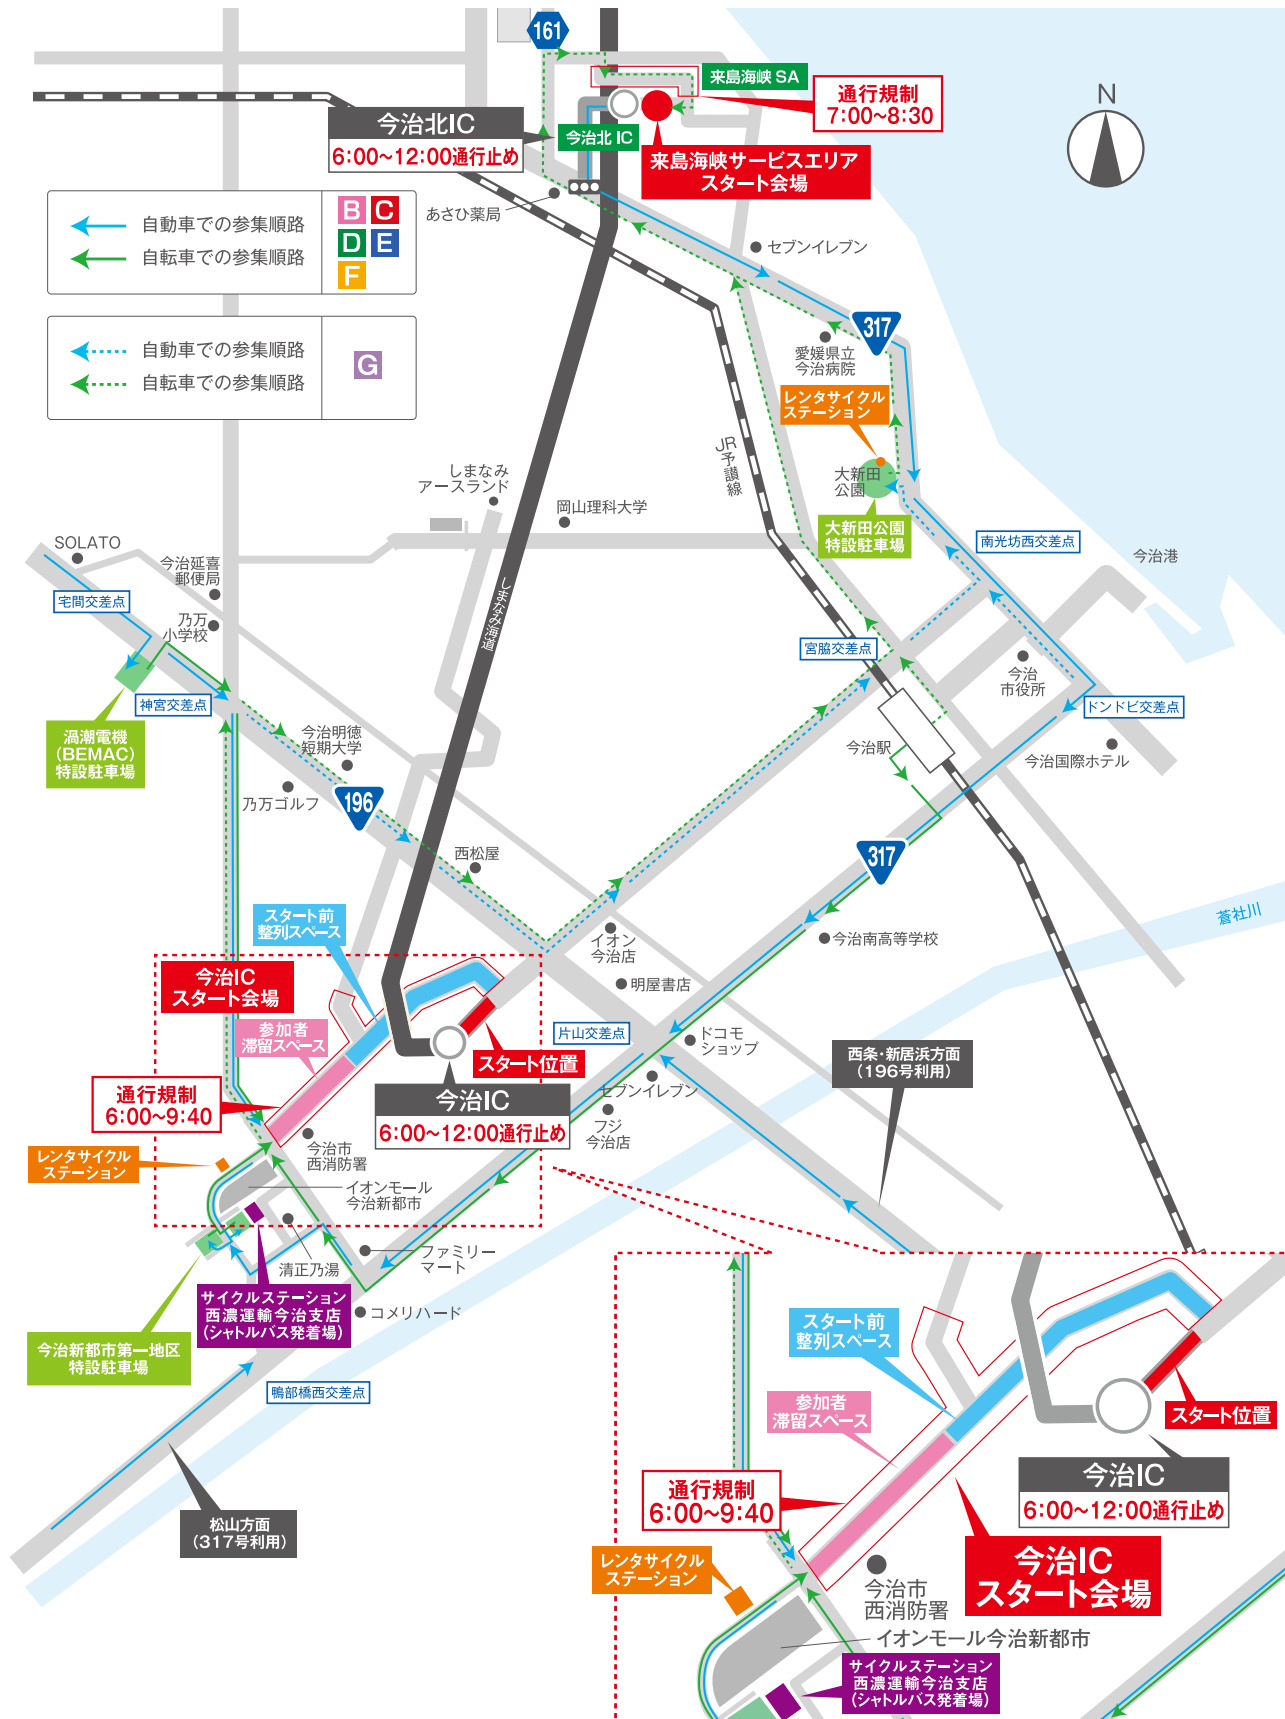 161
来島海峡 SA
通行規制
7:00~8:30
N
今治北IC
6:00~12:00通行止め
今治北 IC
来島海峡サービスエリア
スタート会場
あさひ薬局
自動車での参集順路
自転車での参集順路
B C
D E
F
自動車での参集順路
自転車での参集順路
G
セブンイレブン
317
愛媛県立
今治病院
レンタサイクル
ステーション
JR予讃線
大新田
公園
しまなみ
アースランド
岡山理科大学
大新田公園
特設駐車場
南光坊西交差点
今治港
SOLATO
今治延喜
郵便局
宅間交差点
乃万
小学校
しまなみ海道
宮脇交差点
今治
市役所
神宮交差点
ドンドビ交差点
渦潮電機
(BEMAC)
特設駐車場
今治明徳
短期大学
今治駅
今治国際ホテル
乃万ゴルフ
196
西松屋
317
スタート前
整列スペース
蒼社川
イオン
今治店
今治南高等学校
今治IC
スタート会場
明屋書店
参加者
滞留スペース
片山交差点
ドコモ
ショップ
スタート位置
西条・新居浜方面
(196号利用)
通行規制
6:00~9:40
今治IC
6:00~12:00通行止め
セブンイレブン
フジ
今治店
今治市
西消防署
レンタサイクル
ステーション
イオンモール
今治新都市
清正乃湯
ファミリー
マート
サイクルステーション
西濃運輸今治支店
(シャトルバス発着場)
コメリハード
今治新都市第一地区
特設駐車場
鴨部橋西交差点
松山方面
(317号利用)
スタート前
整列スペース
参加者
滞留スペース
スタート位置
今治IC
6:00~12:00通行止め
通行規制
6:00~9:40
今治IC
スタート会場
レンタサイクル
ステーション
今治市
西消防署
イオンモール今治新都市
サイクルステーション
西濃運輸今治支店
(シャトルバス発着場)